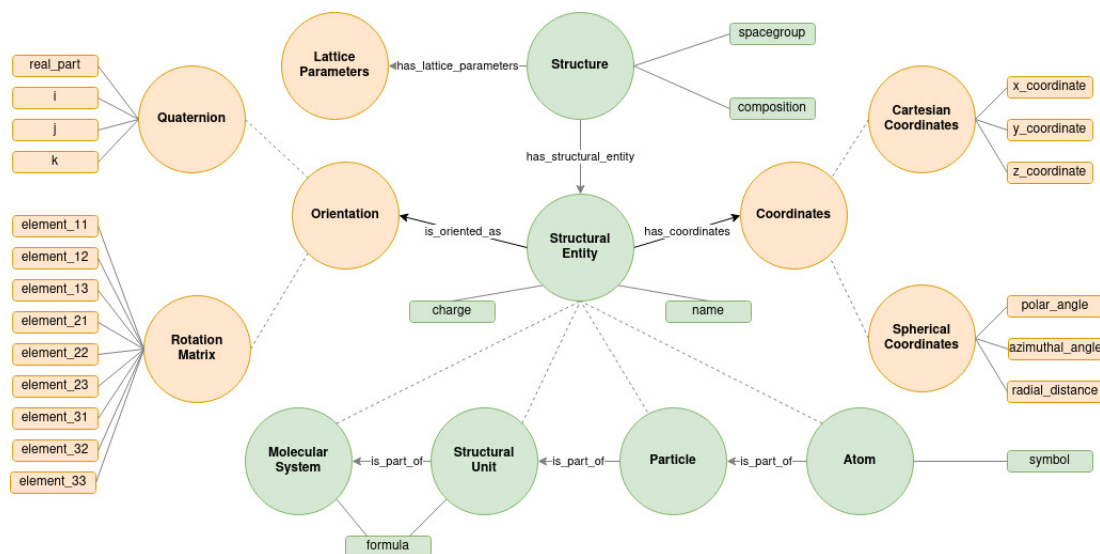 spacegroup
Lattice
Parameters
has_lattice_parameters
Structure
composition
real_part
i
j
k
Quaternion
Cartesian
Coordinates
x_coordinate
y_coordinate
z_coordinate
has_structural_entity
Orientation
is_oriented_as
Structural
Entity
has_coordinates
Coordinates
element_11
element_12
element_13
element_21
element_22
element_23
element_31
element_32
element_33
Rotation
Matrix
charge
name
Spherical
Coordinates
polar_angle
azimuthal_angle
radial_distance
Molecular
System
is_part_of
Structural
Unit
is_part_of
Particle
is_part_of
Atom
symbol
formula